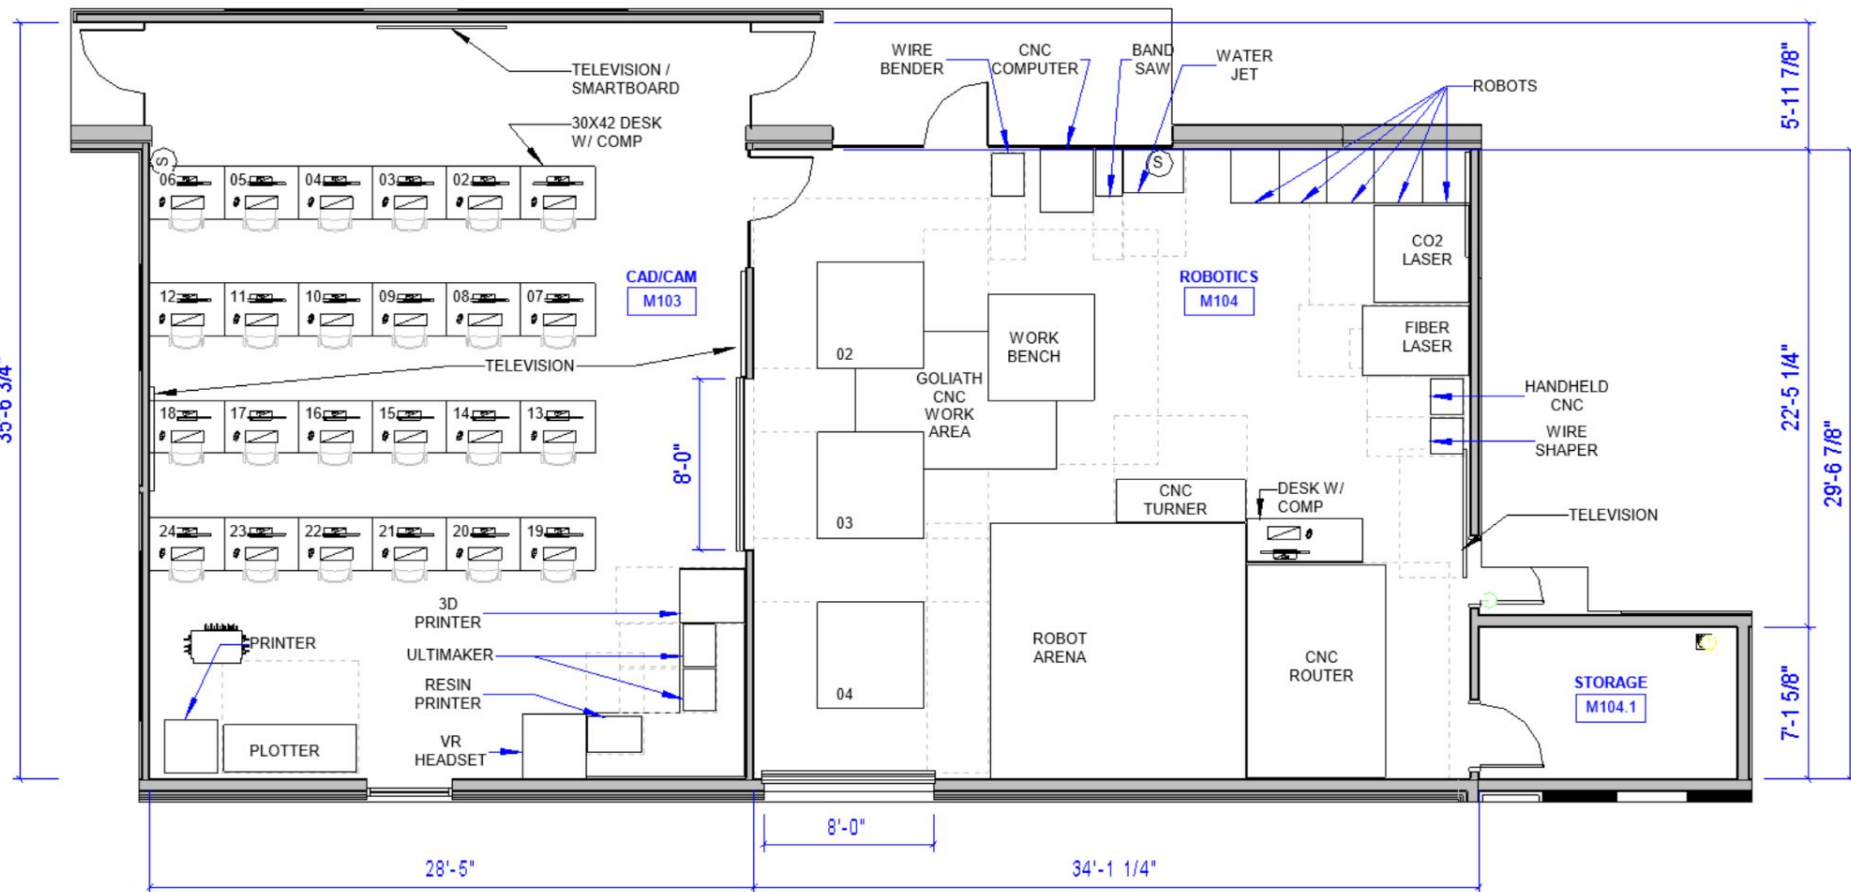 TELEVISION /
SMARTBOARD
30X42 DESK
W/ COMP
WIRE
BENDER
CNC
COMPUTER
BAND
SAW
WATER
JET
ROBOTS
5'-11 7/8"
S
S
06
05
04
03
02
12
11
10
09
08
07
CAD/CAM
M103
ROBOTICS
M104
CO2
LASER
FIBER
LASER
TELEVISION
02
WORK
BENCH
GOLIATH
CNC
WORK
AREA
HANDHELD
CNC
WIRE
SHAPER
35'-6 3/4"
22'-5 1/4"
29'-6 7/8"
18
17
16
15
14
13
8'-0"
03
CNC
TURNER
DESK W/
COMP
TELEVISION
24
23
22
21
20
19
3D
PRINTER
ULTIMAKER
RESIN
PRINTER
VR
HEADSET
PRINTER
PLOTTER
04
ROBOT
ARENA
CNC
ROUTER
STORAGE
M104.1
7'-1 5/8"
8'-0"
28'-5"
34'-1 1/4"